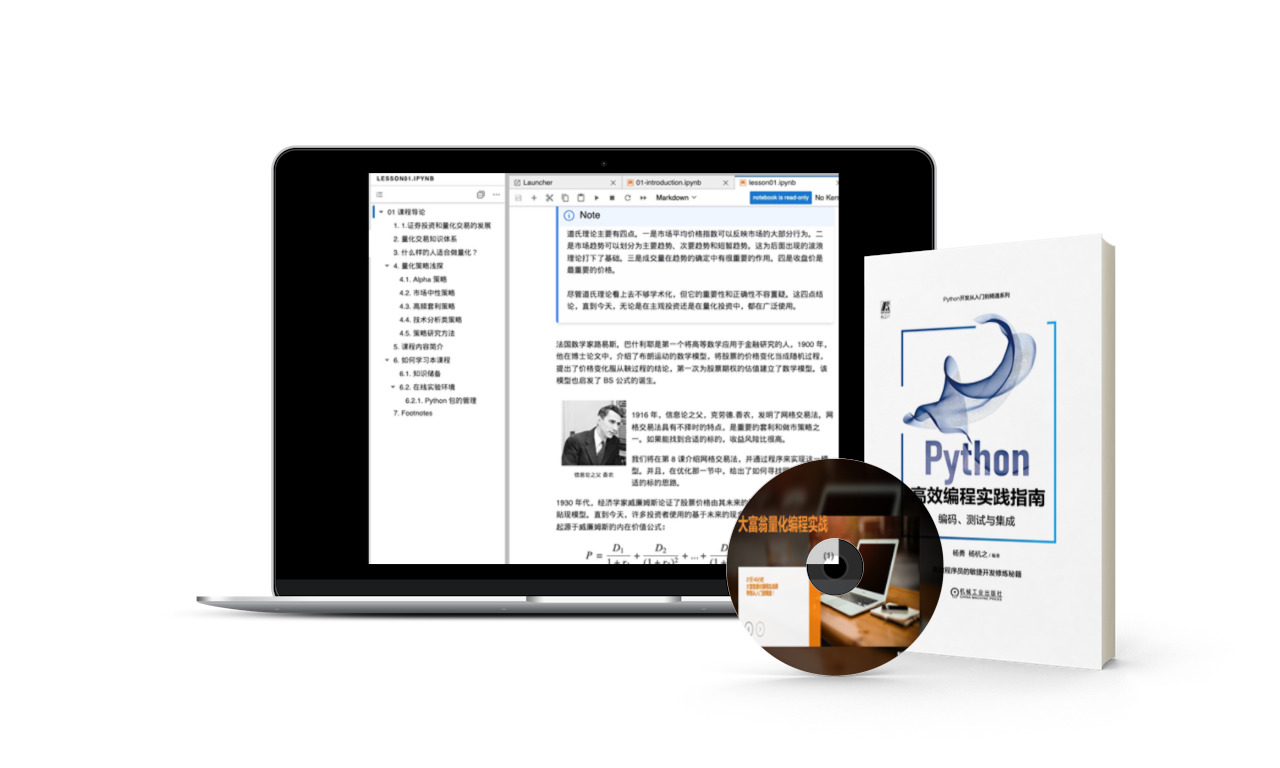 LESSON01.IPYNB
01 课程导论
1. 1.证券投资和量化交易的发展
2. 量化交易知识体系
3. 什么样的人适合做量化？
4. 量化策略浅探
4.1. Alpha 策略
4.2. 市场中性策略
4.3. 高频套利策略
4.4. 技术分析类策略
4.5. 策略研究方法
5. 课程内容简介
6. 如何学习本课程
6.1. 知识储备
6.2. 在线实验环境
6.2.1. Python 包的管理
7. Footnotes
Launcher
01-introduction.ipynb
lesson01.ipynb
Markdown
notebook is read-only
No Kern
Note
道氏理论主要有四点。一是市场平均价格指数可以反映市场的大部分行为。二
是市场趋势可以划分为主要趋势、次要趋势和短暂趋势。这为后面出现的波浪
理论打下了基础。三是成交量在趋势的确定中有很重要的作用。四是收盘价是
最重要的价格。
尽管道氏理论看上去不够学术化，但它的重要性和正确性不容置疑。这四点结
论，直到今天，无论是在主观投资还是在量化投资中，都在广泛使用。
法国数学家路易斯。巴什利耶是第一个将高等数学应用于金融研究的人，1900 年，
他在博士论文中，介绍了布朗运动的数学模型，将股票的价格变化当成随机过程，
提出了价格变化服从鞅过程的结论，第一次为股票期权的估值建立了数学模型。该
模型也启发了 BS 公式的诞生。
1916 年，信息论之父，克劳德.香农，发明了网格交易法。网
格交易法具有不择时的特点，是重要的套利和做市策略之
一。如果能找到合适的标的，收益风险比很高。
信息论之父 香农
我们将在第 8 课介绍网格交易法，并通过程序来实现这一模
型。并且，在优化那一节中，给出了如何寻找
适的标的思路。
1930 年代，经济学家威廉姆斯论证了股票价格由其未来的
贴现模型。直到今天，许多投资者使用的基于未来的现金
起源于威廉姆斯的内在价值公式：
P = D1 / 1+r + D2 / (1+r)² + ... +
大富翁量化编程实战
(1)
Python开发从入门到精通系列
Python
高效编程实践指南
编码、测试与集成
杨勇 杨机之/编著
程序员的敏捷开发修炼秘籍
机械工业出版社
CHINA MACHINE PRESS